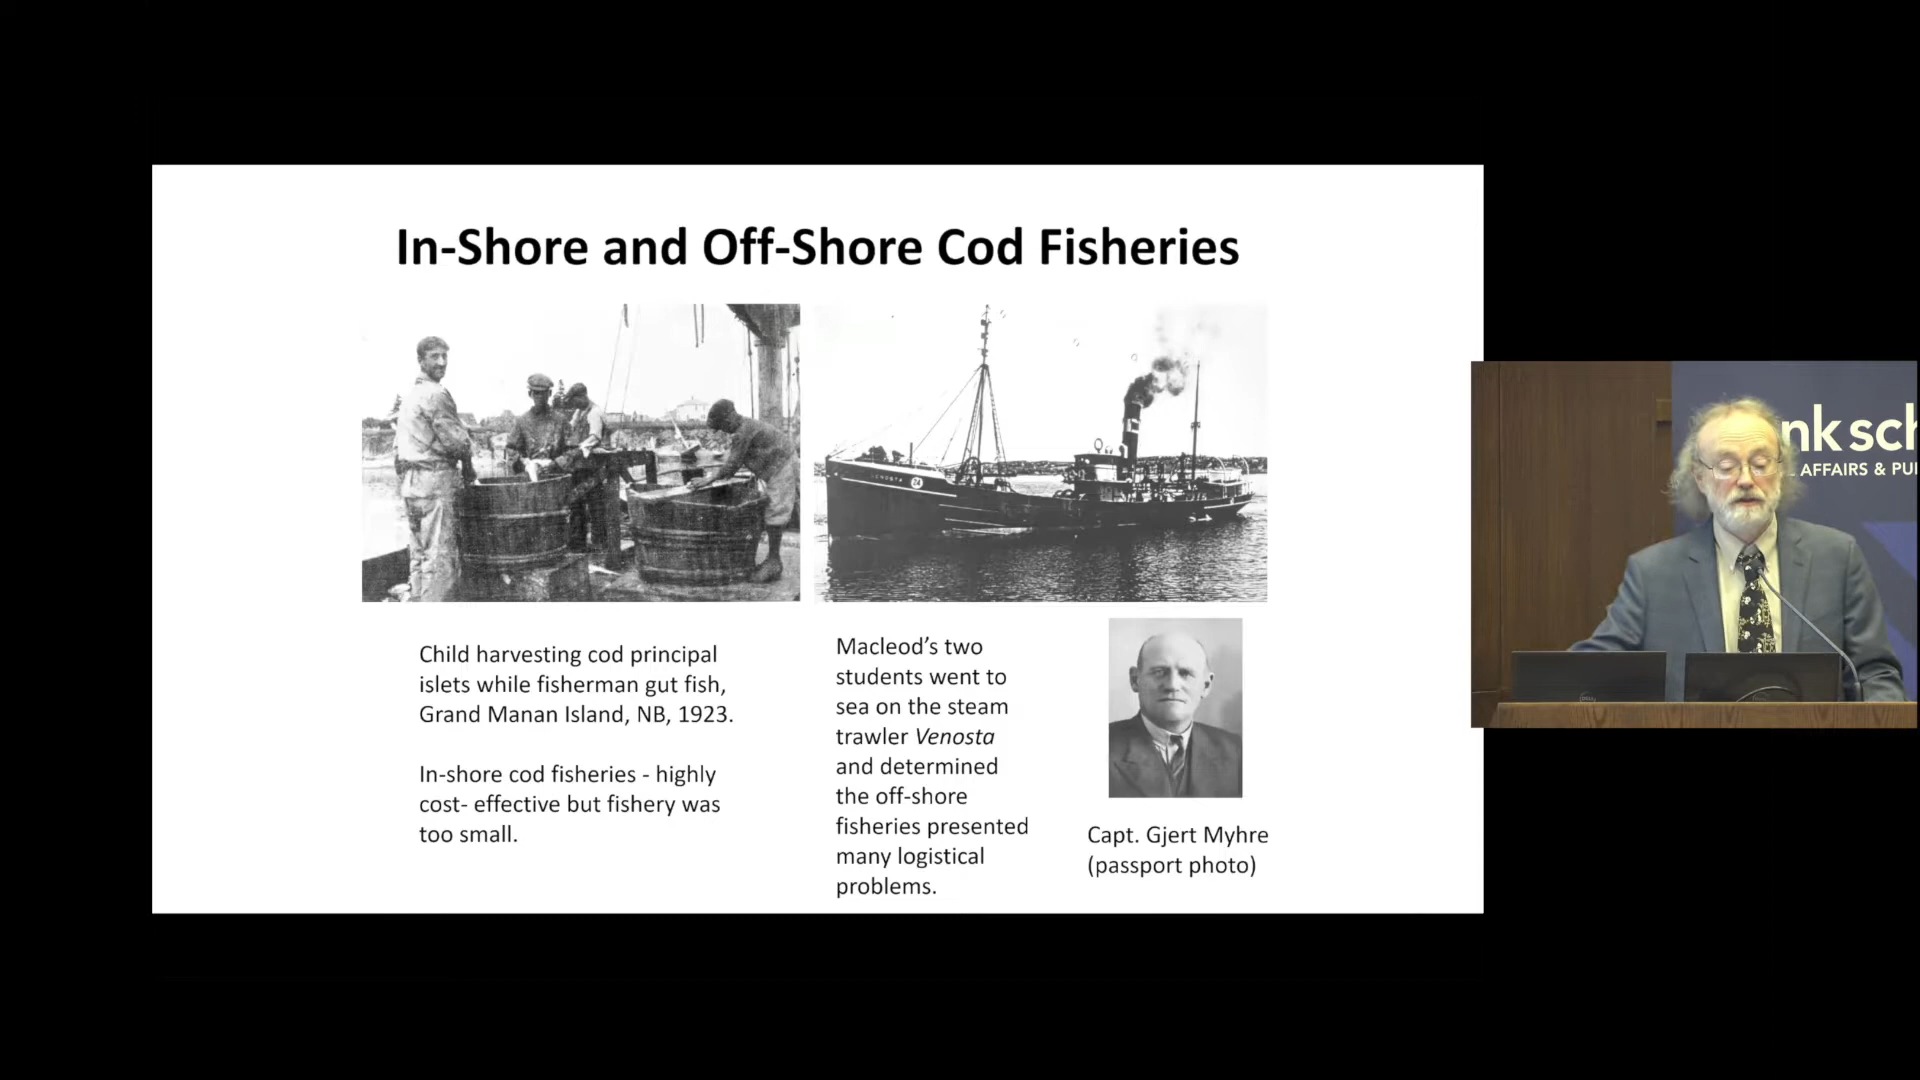 In-Shore and Off-Shore Cod Fisheries
Child harvesting cod principal
islets while fisherman gut fish,
Grand Manan Island, NB, 1923.
In-shore cod fisheries - highly
cost- effective but fishery was
too small.
Macleod’s two
students went to
sea on the steam
trawler Venosta
and determined
the off-shore
fisheries presented
many logistical
problems.
Capt. Gjert Myhre
(passport photo)
24
nk sch
AFFAIRS & PU